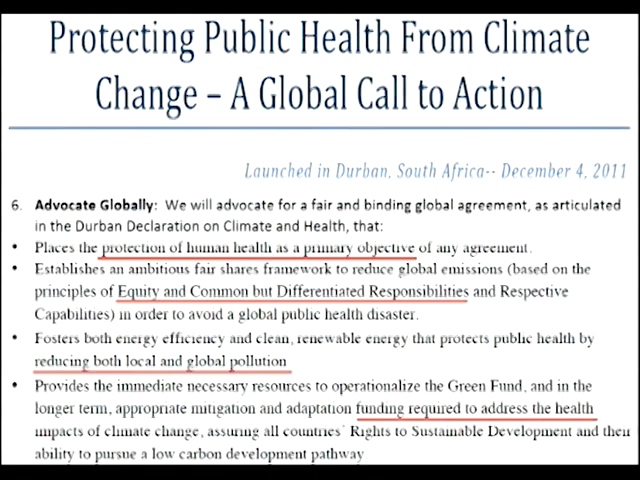 Protecting Public Health From Climate
Change – A Global Call to Action
Launched in Durban, South Africa-- December 4, 2011
6. Advocate Globally: We will advocate for a fair and binding global agreement, as articulated
in the Durban Declaration on Climate and Health, that:
• Places the protection of human health as a primary objective of any agreement.
• Establishes an ambitious fair shares framework to reduce global emissions (based on the
principles of Equity and Common but Differentiated Responsibilities and Respective
Capabilities) in order to avoid a global public health disaster.
• Fosters both energy efficiency and clean, renewable energy that protects public health by
reducing both local and global pollution
• Provides the immediate necessary resources to operationalize the Green Fund, and in the
longer term, appropriate mitigation and adaptation funding required to address the health
impacts of climate change, assuring all countries' Rights to Sustainable Development and their
ability to pursue a low carbon development pathway